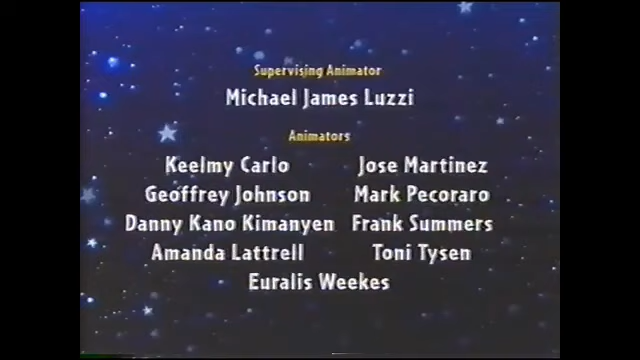 Supervising Animator
Michael James Luzzi
Animators
Keelmy Carlo Jose Martinez
Geoffrey Johnson Mark Pecoraro
Danny Kano Kimanyen Frank Summers
Amanda Lattrell Toni Tysen
Euralis Weekes